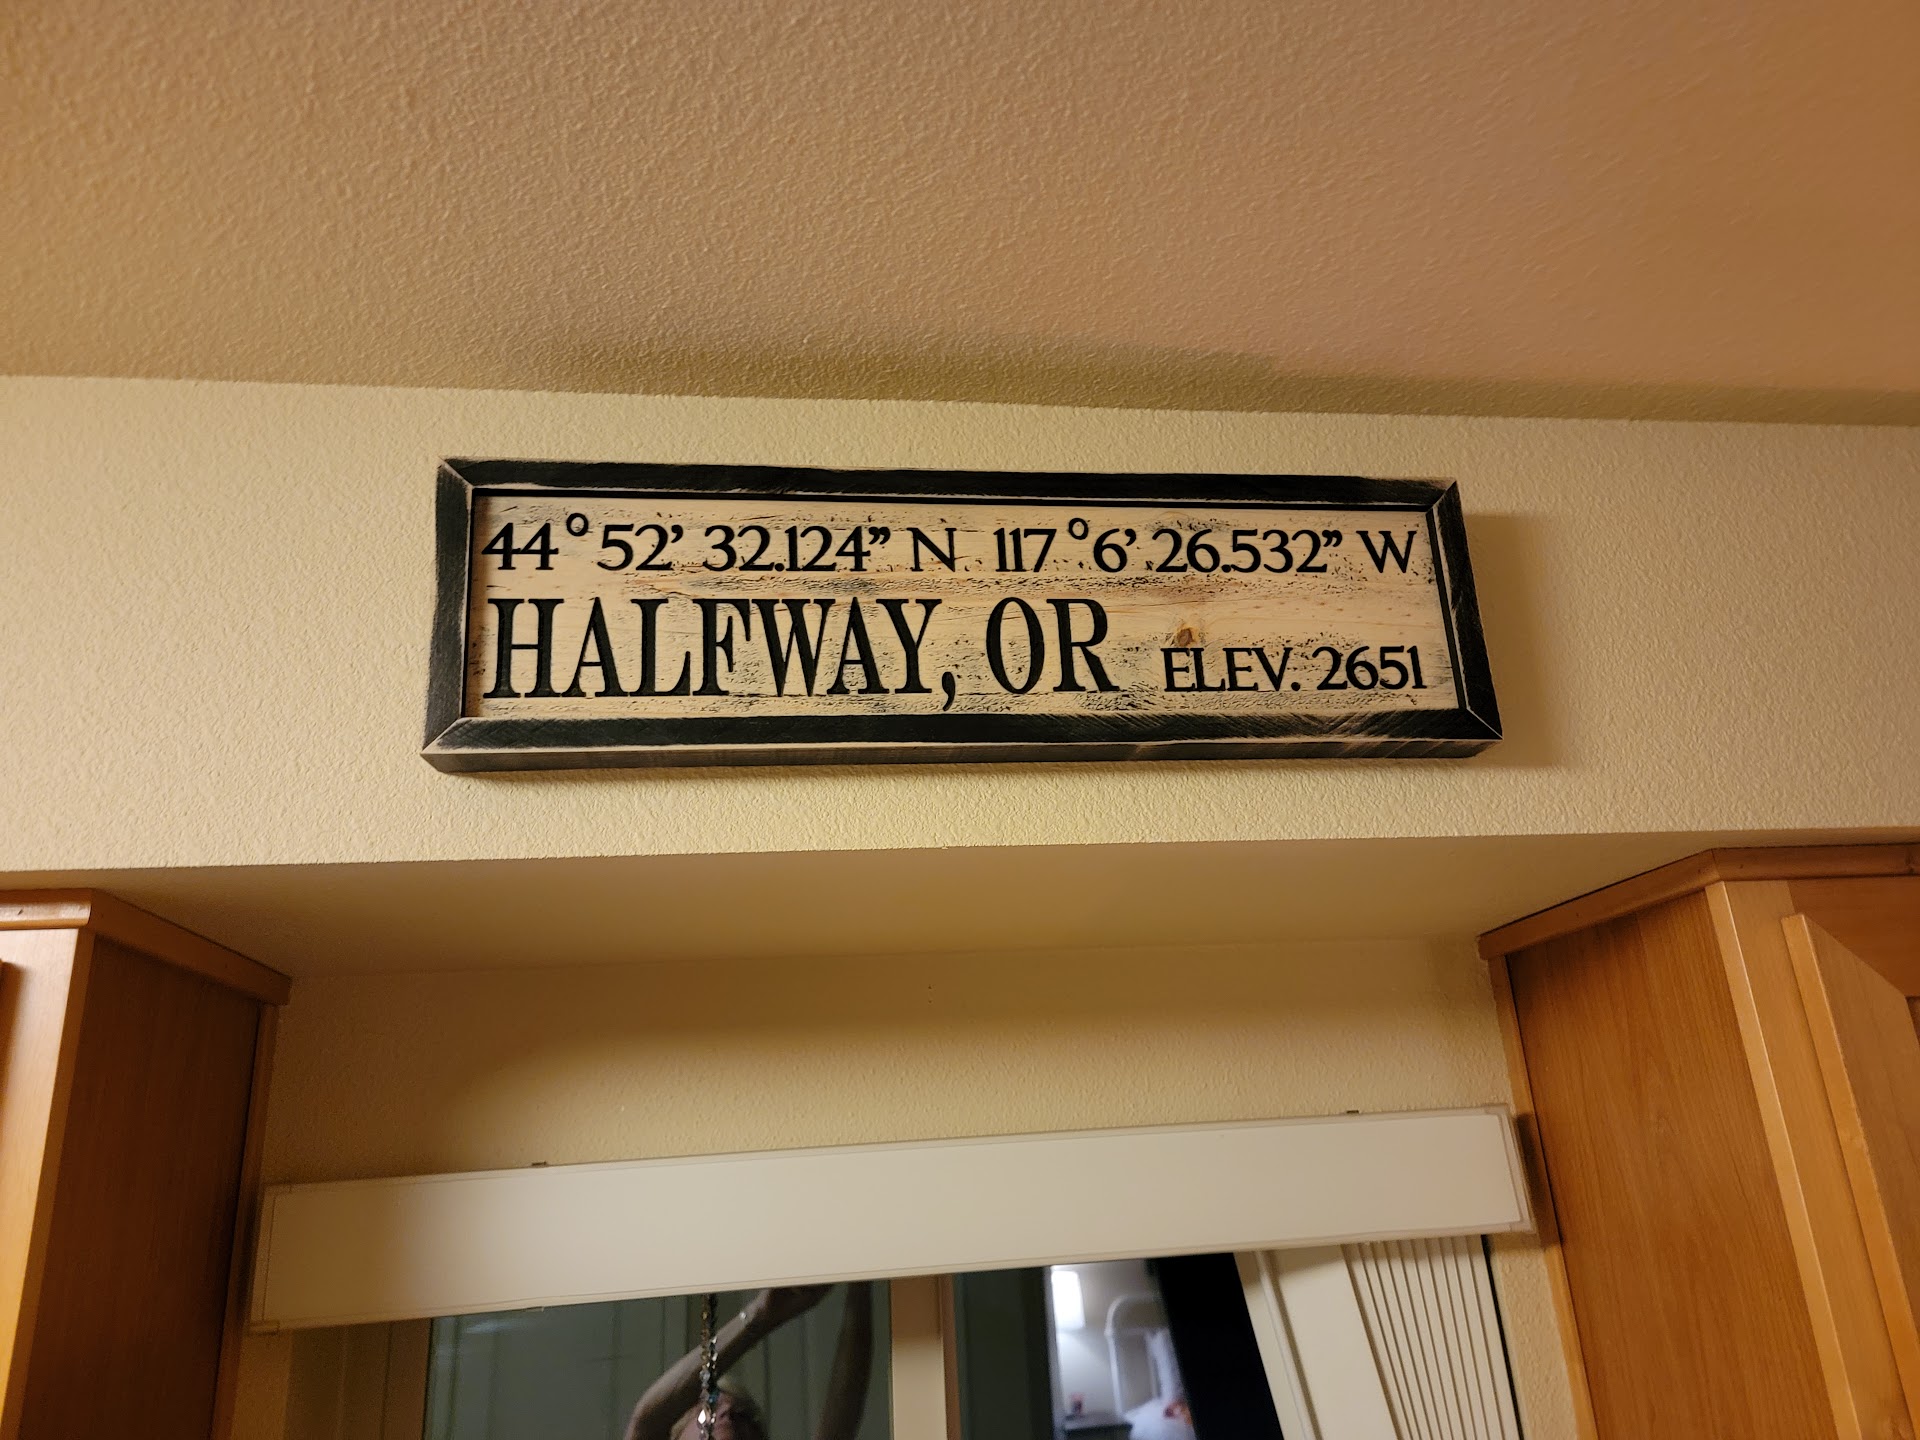 44°52’ 32.124” N 117°6’ 26.532” W
HALFWAY, OR ELEV. 2651